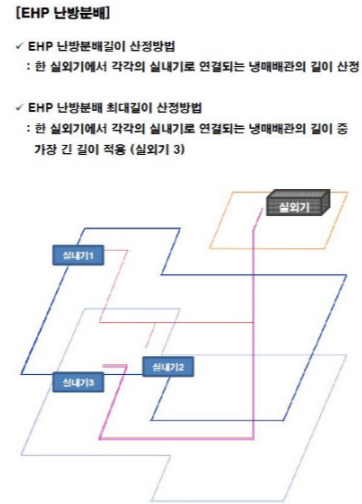 [EHP 난방분배]
✓ EHP 난방분배길이 산정방법
: 한 실외기에서 각각의 실내기로 연결되는 냉매배관의 길이 산정
✓ EHP 난방분배 최대길이 산정방법
: 한 실외기에서 각각의 실내기로 연결되는 냉매배관의 길이 중
가장 긴 길이 적용 (실외기 3)
실외기
실내기1
실내기2
실내기3